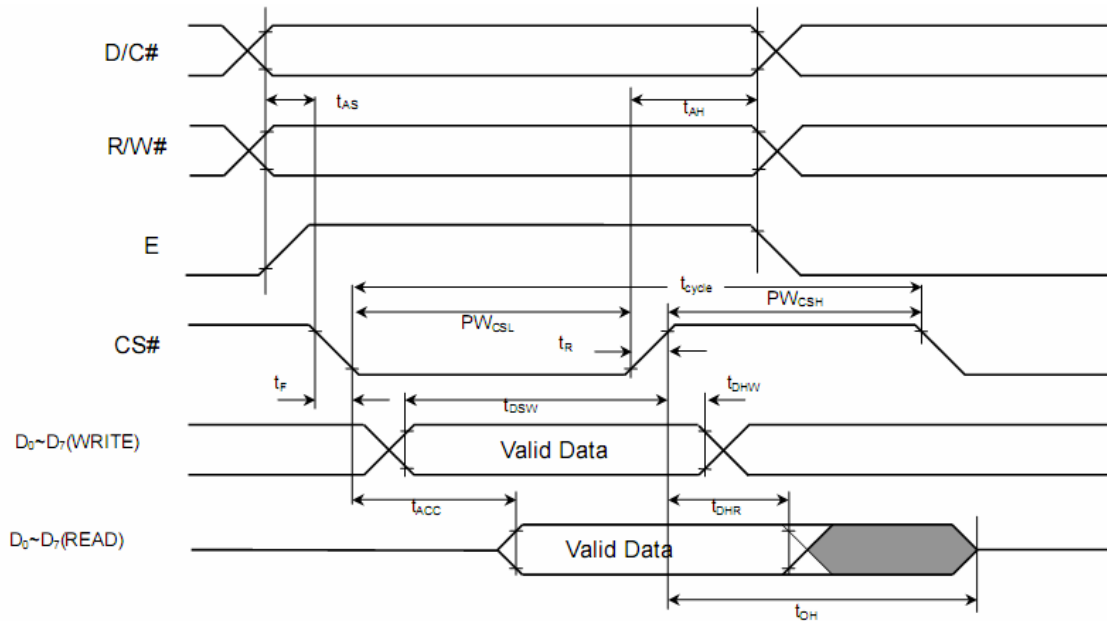 D/C#
tAS
tAH
R/W#
E
tcycle
PWCSL
PWCSH
CS#
tR
tF
tDSW
tDHW
D0~D7(WRITE)
Valid Data
tACC
tDHR
D0~D7(READ)
Valid Data
tOH